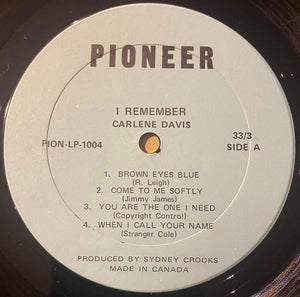 PIONEER
I REMEMBER
CARLENE DAVIS
PION-LP-1004
33/3
SIDE A
1. BROWN EYES BLUE
(R. Leigh)
2. COME TO ME SOFTLY
(Jimmy James)
3. YOU ARE THE ONE I NEED
(Copyright Control)
4. WHEN I CALL YOUR NAME
(Stranger Cole)
PRODUCED BY SYDNEY CROOKS
MADE IN CANADA